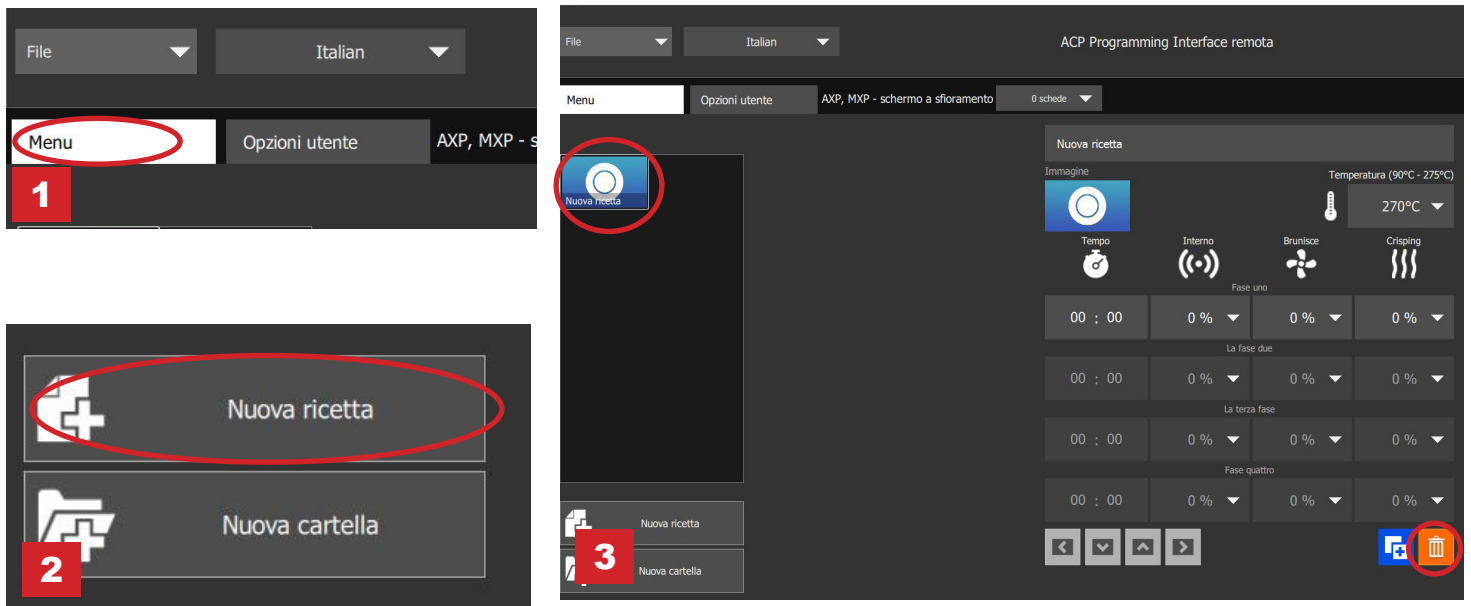 File
Italian
Menu
Opzioni utente
AXP, MXP - s
1
Nuova ricetta
Nuova cartella
2
File
Italian
ACP Programming Interface remota
Menu
Opzioni utente
AXP, MXP - schermo a sfioramento
0 schede
Nuova ricetta
Nuova ricetta
Immagine
Temperatura (90°C - 275°C)
270°C
Tempo
Interno
Brunisce
Crisping
Fase uno
00 : 00
0 %
0 %
0 %
La fase due
00 : 00
0 %
0 %
0 %
La terza fase
00 : 00
0 %
0 %
0 %
Fase quattro
00 : 00
0 %
0 %
0 %
Nuova ricetta
3
Nuova cartella